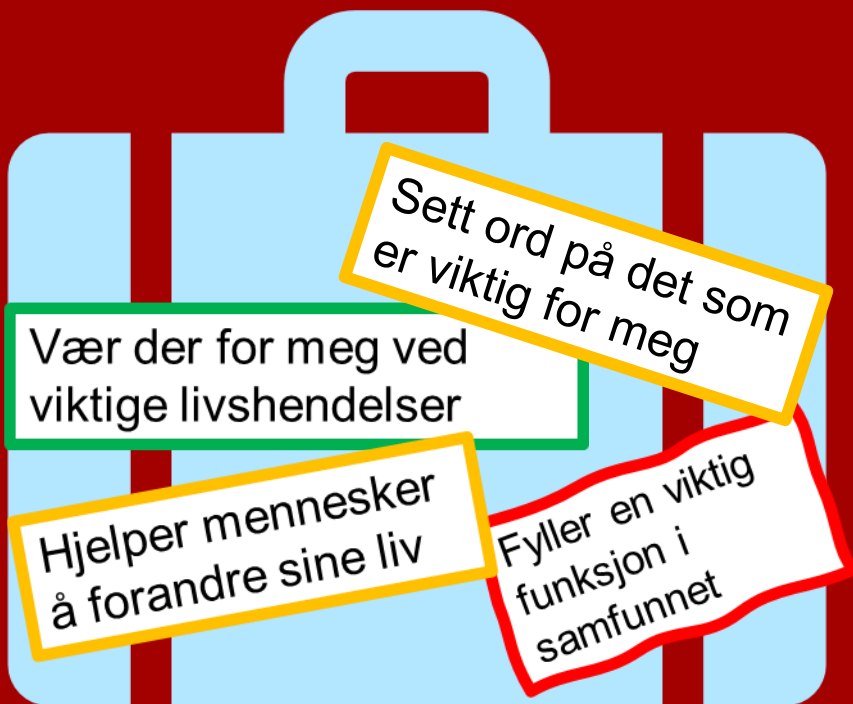 Sett ord på det som
er viktig for meg
Vær der for meg ved
viktige livshendelser
Hjelper mennesker
å forandre sine liv
Fyller en viktig
funksjon i
samfunnet